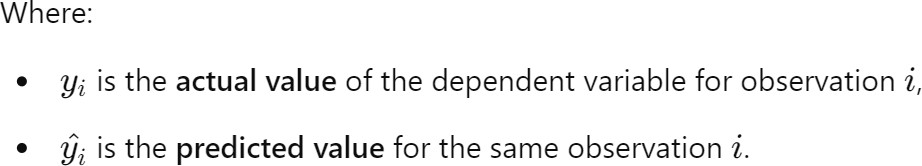 Where:
• yᵢ is the actual value of the dependent variable for observation i,
• ŷᵢ is the predicted value for the same observation i.